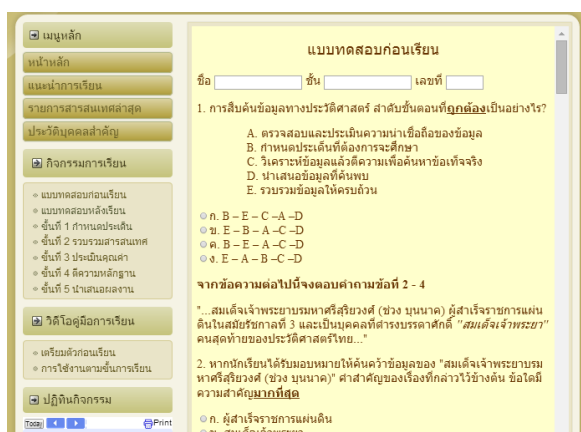 เมนูหลัก
หน้าหลัก
แนะนำการเรียน
รายการสารสนเทศล่าสุด
ประวัติบุคคลสำคัญ
กิจกรรมการเรียน
แบบทดสอบก่อนเรียน
แบบทดสอบหลังเรียน
ขั้นที่ 1 กำหนดประเด็น
ขั้นที่ 2 รวบรวมสารสนเทศ
ขั้นที่ 3 ประเมินคุณค่า
ขั้นที่ 4 ตีความหลักฐาน
ขั้นที่ 5 นำเสนอผลงาน
วิดีโอคู่มือการเรียน
เตรียมตัวก่อนเรียน
การใช้งานตามขั้นการเรียน
ปฏิทินกิจกรรม
Today Print
แบบทดสอบก่อนเรียน
ชื่อ ชั้น เลขที่
1. การสืบค้นข้อมูลทางประวัติศาสตร์ ลำดับขั้นตอนที่ถูกต้องเป็นอย่างไร?
A. ตรวจสอบและประเมินความน่าเชื่อถือของข้อมูล
B. กำหนดประเด็นที่ต้องการจะศึกษา
C. วิเคราะห์ข้อมูลแล้วตีความเพื่อค้นหาข้อเท็จจริง
D. นำเสนอข้อมูลที่ค้นพบ
E. รวบรวมข้อมูลให้ครบถ้วน
ก. B – E – C –A –D
ข. E – B – A –C –D
ค. B – E – A –C –D
ง. E – A – B –C –D
จากข้อความต่อไปนี้จงตอบคำถามข้อที่ 2 - 4
"...สมเด็จเจ้าพระยาบรมมหาศรีสุริยวงศ์ (ช่วง บุนนาค) ผู้สำเร็จราชการแผ่น
ดินในสมัยรัชกาลที่ 3 และเป็นบุคคลที่ดำรงบรรดาศักดิ์ "สมเด็จเจ้าพระยา"
คนสุดท้ายของประวัติศาสตร์ไทย..."
2. หากนักเรียนได้รับมอบหมายให้ค้นคว้าข้อมูลของ "สมเด็จเจ้าพระยาบรม
หาศรีสุริยวงศ์ (ช่วง บุนนาค)" คำสำคัญของเรื่องที่กล่าวไว้ข้างต้น ข้อใดมี
ความสำคัญมากที่สุด
ก. ผู้สำเร็จราชการแผ่นดิน